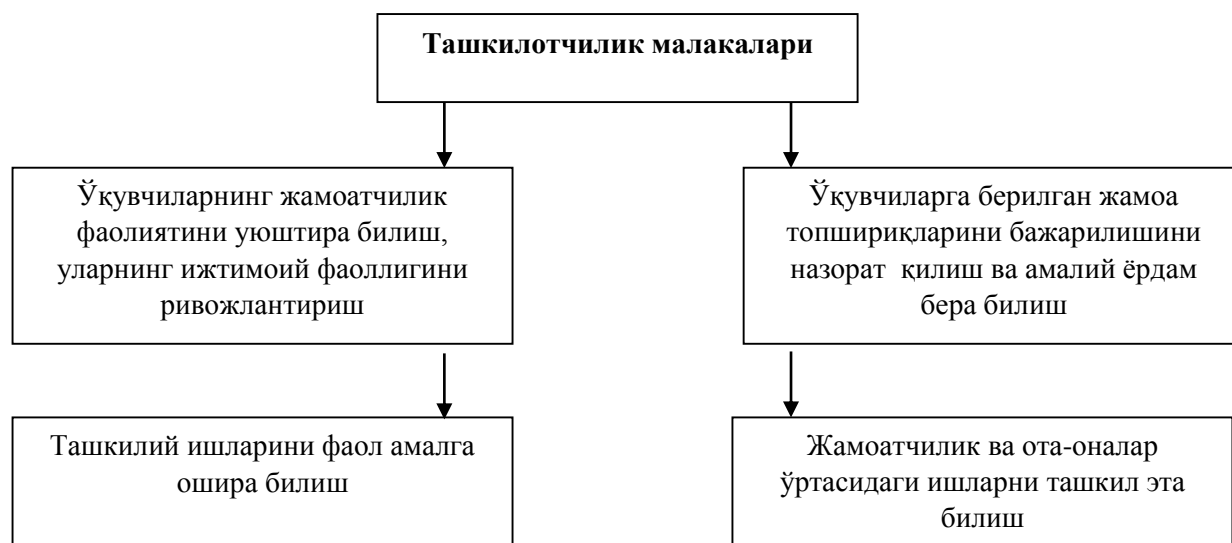 Ташкилотчилик малакалари
Ўқувчиларнинг жамоатчилик
фаолиятини уюштира билиш,
уларнинг ижтимоий фаоллигини
ривожлантириш
Ўқувчиларга берилган жамоа
топшириқларини бажарилишини
назорат қилиш ва амалий ёрдам
бера билиш
Ташкилий ишларини фаол амалга
ошира билиш
Жамоатчилик ва ота-оналар
ўртасидаги ишларни ташкил эта
билиш